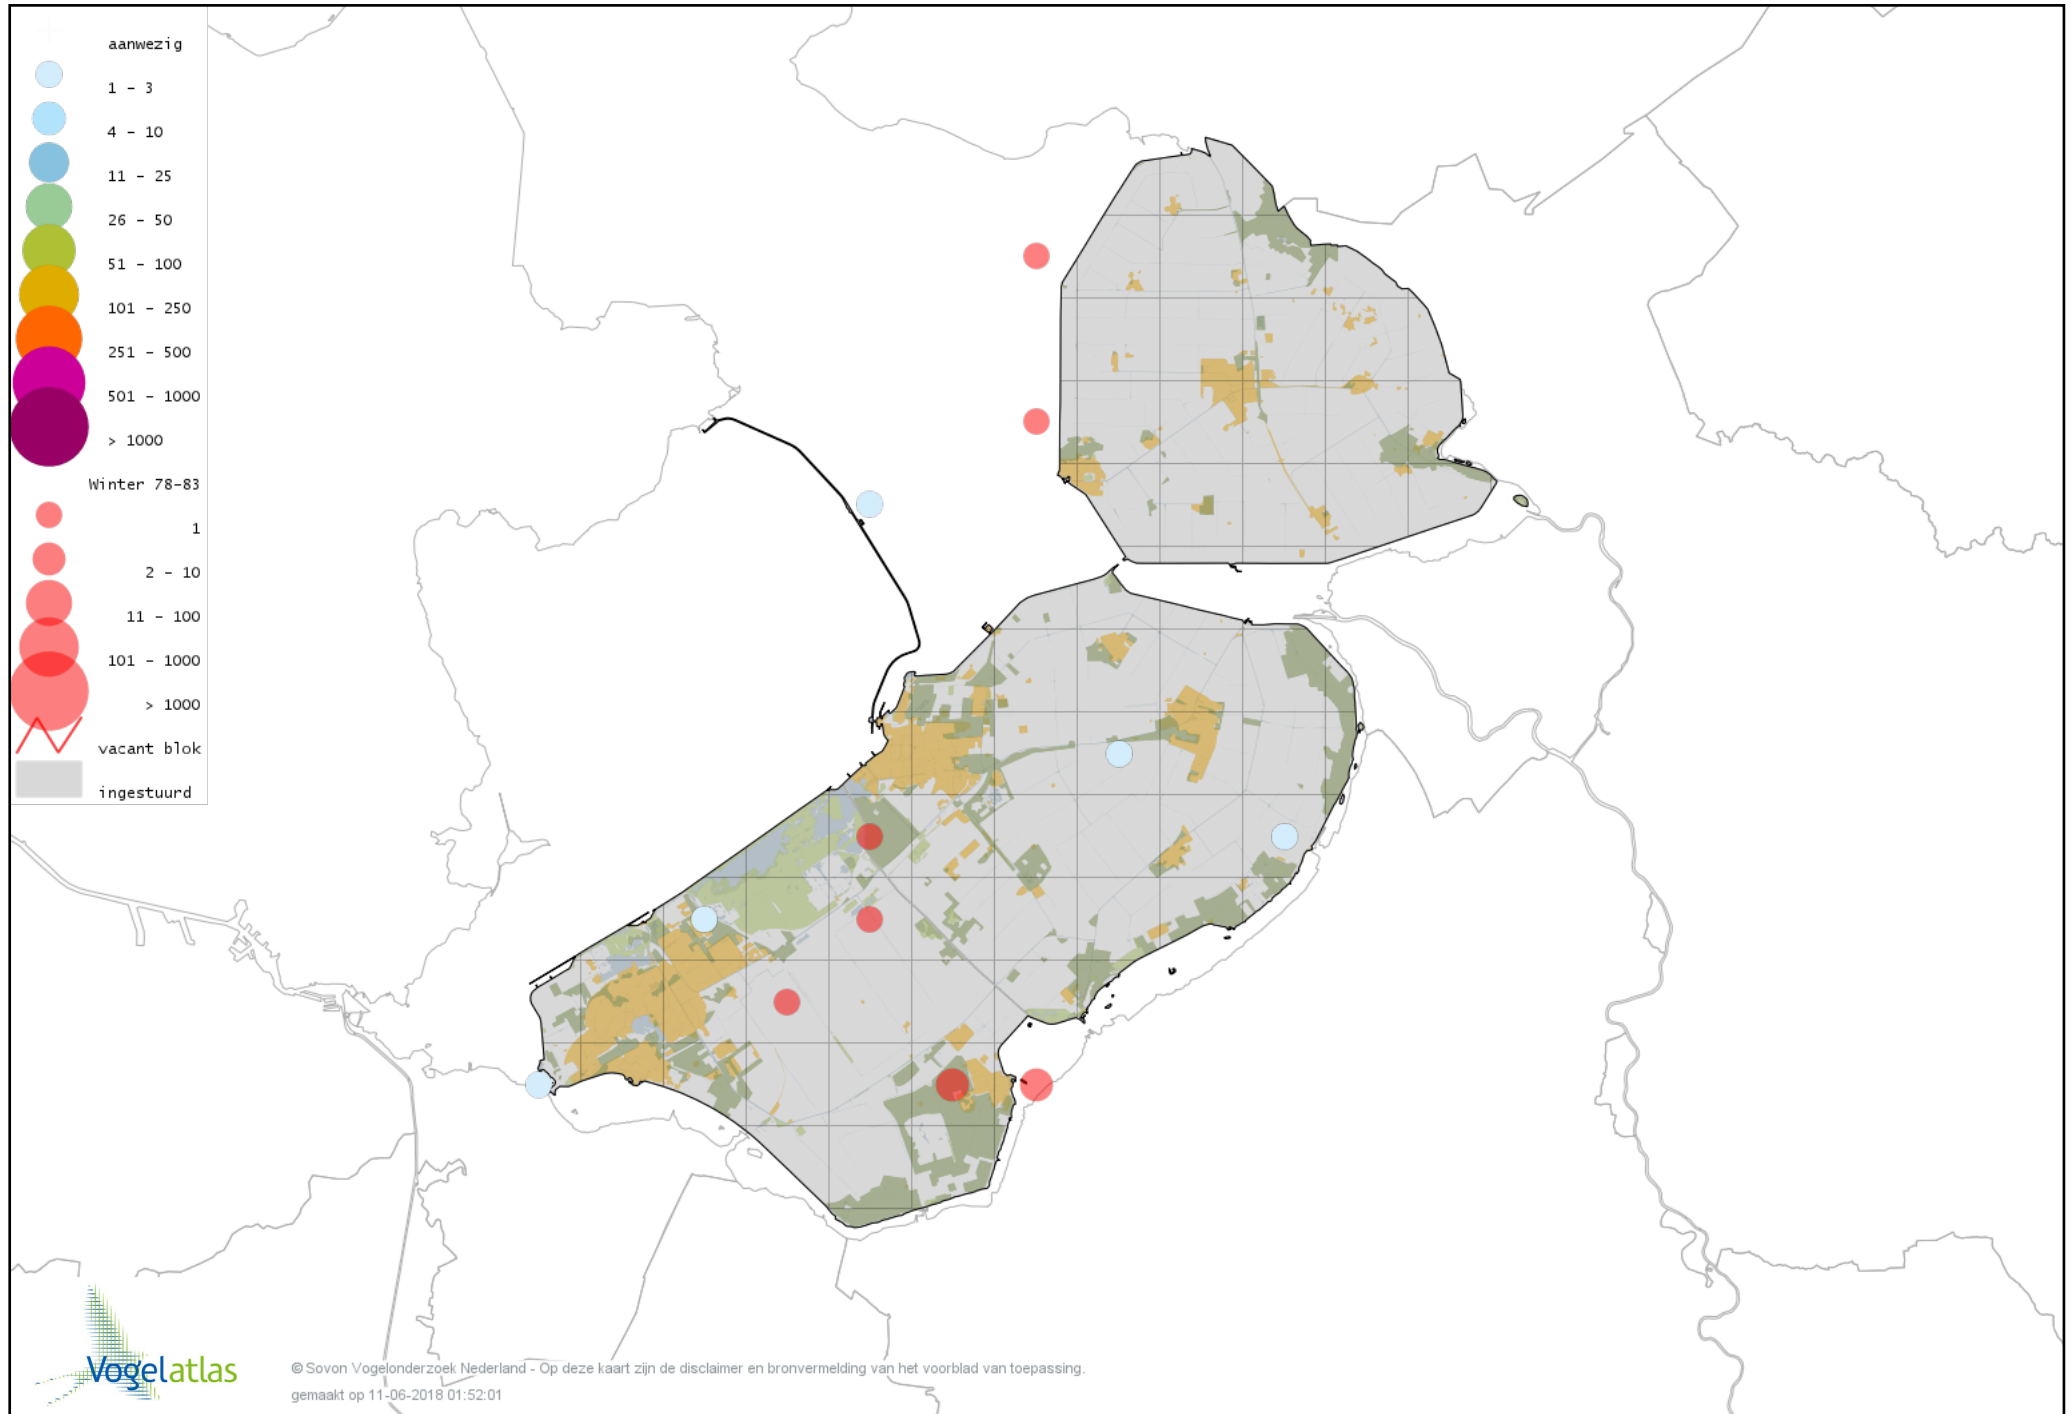 aanwezig
1 - 3
4 - 10
11 - 25
26 - 50
51 - 100
101 - 250
251 - 500
501 - 1000
> 1000
Winter 78-83
1
2 - 10
11 - 100
101 - 1000
> 1000
vacant blok
ingestuurd
Vogelatlas
© Sovon Vogelonderzoek Nederland - Op deze kaart zijn de disclaimer en bronvermelding van het voorblad van toepassing.
gemaakt op 11-06-2018 01:52:01